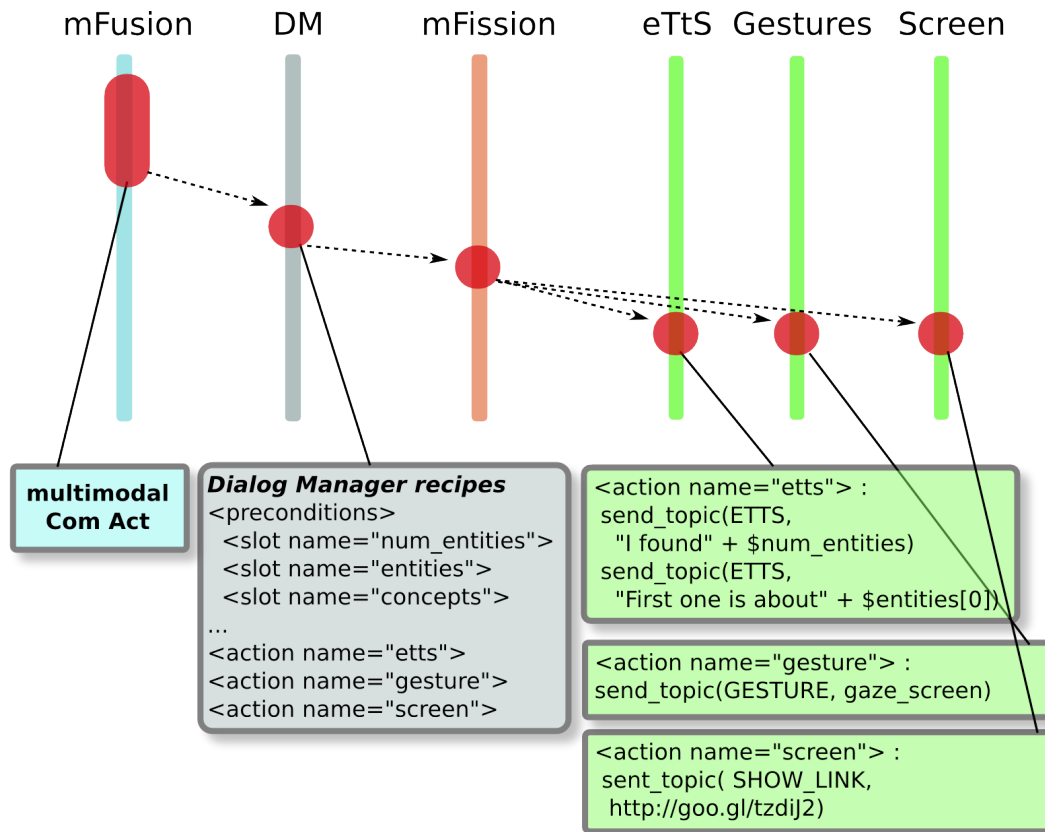 mFusion DM mFission eTtS Gestures Screen
multimodal
Com Act
Dialog Manager recipes
<preconditions>
<slot name="num_entities">
<slot name="entities">
<slot name="concepts">
...
<action name="etts">
<action name="gesture">
<action name="screen">
<action name="etts"> :
send_topic(ETTS,
"I found" + $num_entities)
send_topic(ETTS,
"First one is about" + $entities[0])
<action name="gesture"> :
send_topic(GESTURE, gaze_screen)
<action name="screen"> :
sent_topic( SHOW_LINK,
http://goo.gl/tzdiJ2)